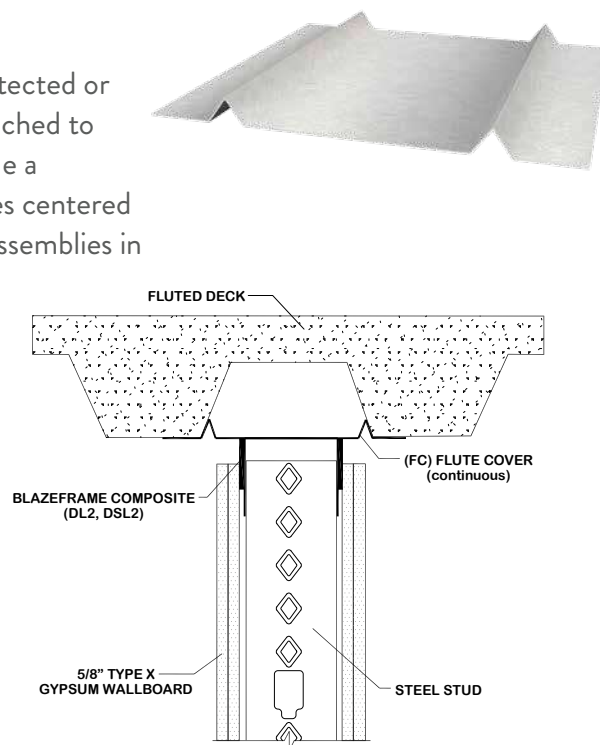 tected or
ched to
e a
es centered
ssemblies in
FLUTED DECK
(FC) FLUTE COVER
(continuous)
BLAZEFRAME COMPOSITE
(DL2, DSL2)
5/8” TYPE X
GYPSUM WALLBOARD
STEEL STUD